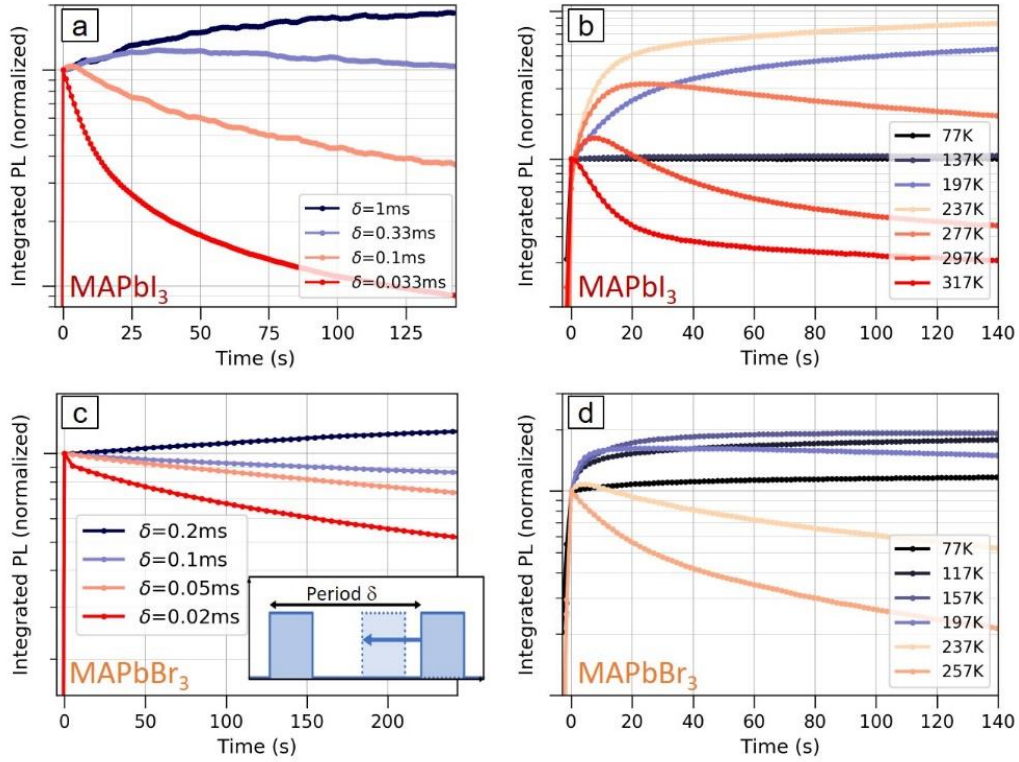 a
Integrated PL (normalized)
δ=1ms
δ=0.33ms
δ=0.1ms
δ=0.033ms
MAPbI3
0 25 50 75 100 125
Time (s)
b
Integrated PL (normalized)
77K
137K
197K
237K
277K
297K
317K
MAPbI3
0 20 40 60 80 100 120 140
Time (s)
c
Integrated PL (normalized)
δ=0.2ms
δ=0.1ms
δ=0.05ms
δ=0.02ms
Period δ
MAPbBr3
0 50 100 150 200
Time (s)
d
Integrated PL (normalized)
77K
117K
157K
197K
237K
257K
MAPbBr3
0 20 40 60 80 100 120 140
Time (s)